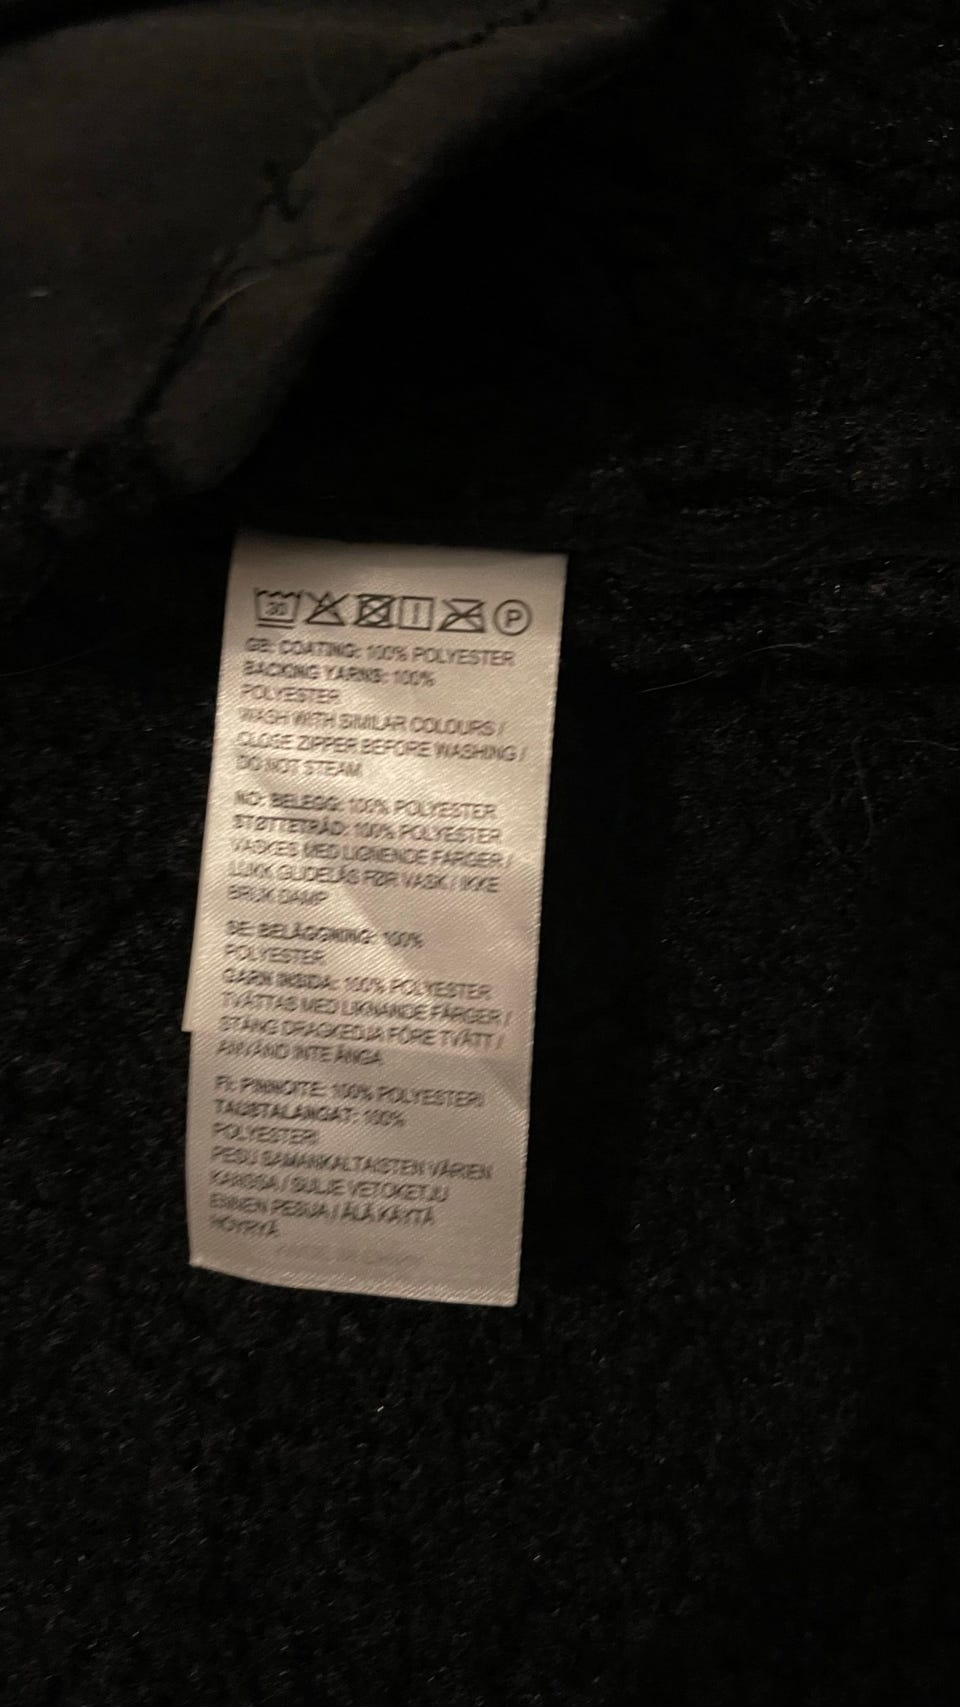 30 P
GB: COATING: 100% POLYESTER
BACKING YARNS: 100%
POLYESTER
WASH WITH SIMILAR COLOURS /
CLOSE ZIPPER BEFORE WASHING /
DO NOT STEAM
NO: BELEGG: 100% POLYESTER
STØTTETRÅD: 100% POLYESTER
VASKES MED LIGNENDE FARGER /
LUKK GLIDELÅS FØR VASK / IKKE
BRUK DAMP
SE: BELÄGGNING: 100%
POLYESTER
GARN INSIDA: 100% POLYESTER
TVÄTTAS MED LIKNANDE FÄRGER /
STÄNG DRAGKEDJA FÖRE TVÄTT /
ANVÄND INTE ÅNGA
FI: PINNOITE: 100% POLYESTERI
TAUSTALANGAT: 100%
POLYESTERI
PESU SAMANKALTAISTEN VÄRIEN
KANSSA / SULJE VETOKETJU
ENNEN PESUA / ÄLÄ KÄYTÄ
HÖYRYÄ